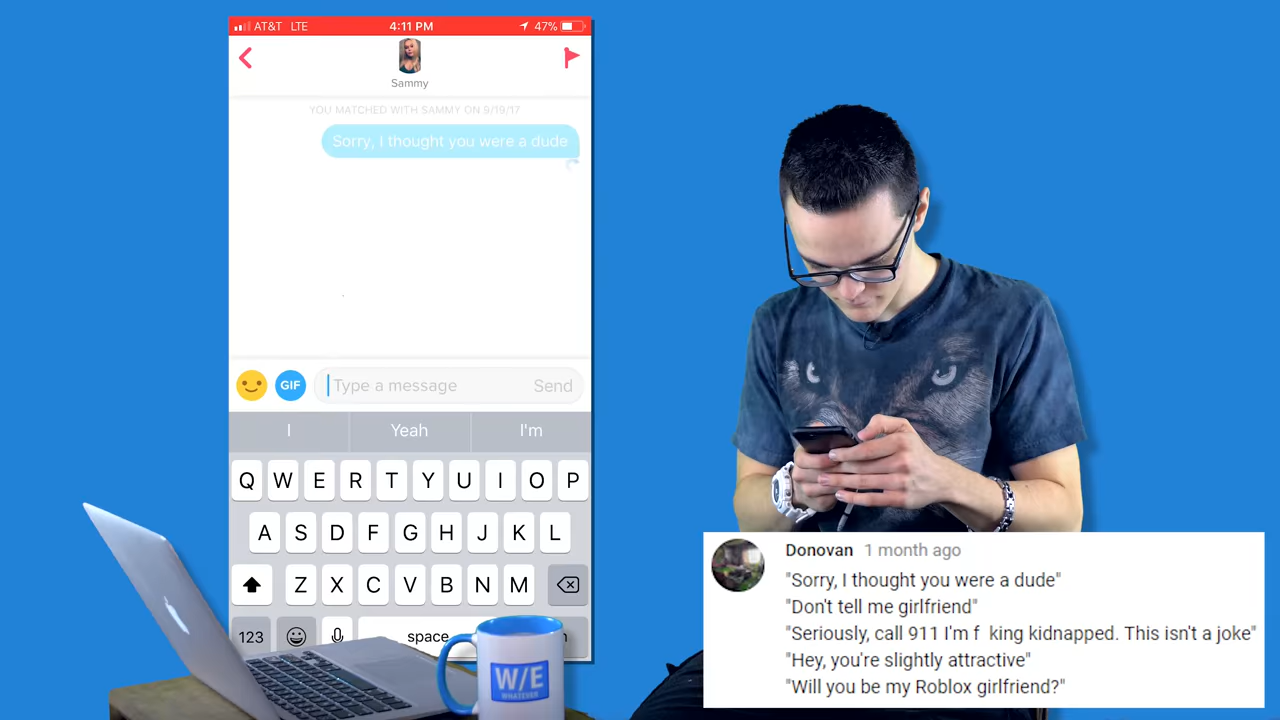 AT&T LTE 4:11 PM 47%
Sammy
YOU MATCHED WITH SAMMY ON 9/19/17
Sorry, I thought you were a dude
GIF Type a message Send
I Yeah I'm
Q W E R T Y U I O P
A S D F G H J K L
Z X C V B N M
123 space
W/E
WHATEVER
Donovan 1 month ago
"Sorry, I thought you were a dude"
"Don't tell me girlfriend"
"Seriously, call 911 I'm f king kidnapped. This isn't a joke"
"Hey, you're slightly attractive"
"Will you be my Roblox girlfriend?"